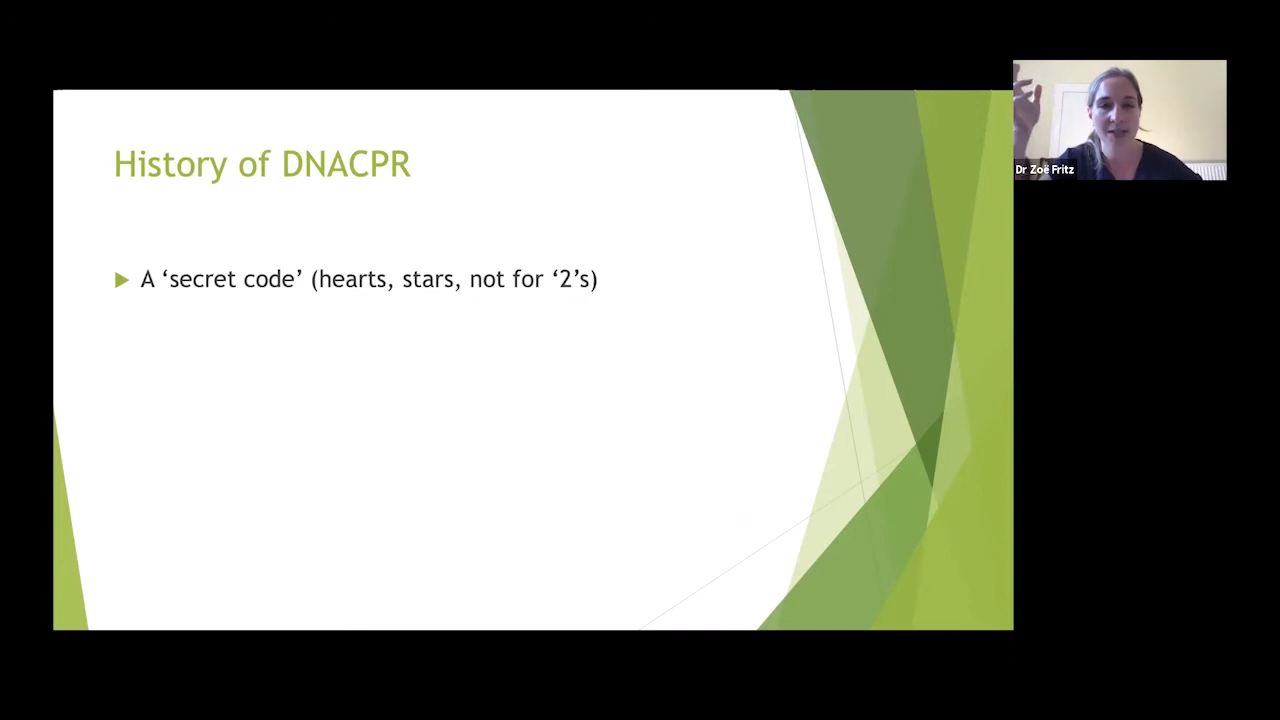 History of DNACPR
A ‘secret code’ (hearts, stars, not for ‘2’s)
Dr Zoë Fritz